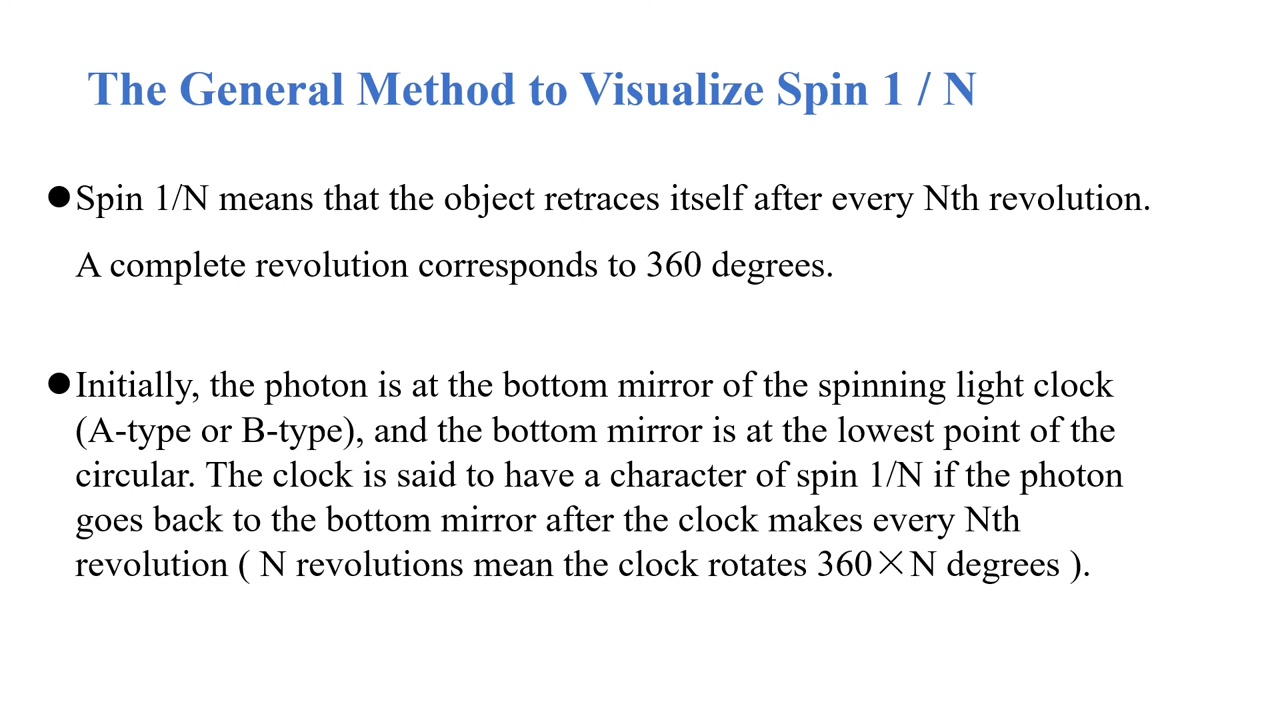 The General Method to Visualize Spin 1 / N
●Spin 1/N means that the object retraces itself after every Nth revolution.
A complete revolution corresponds to 360 degrees.
●Initially, the photon is at the bottom mirror of the spinning light clock
(A-type or B-type), and the bottom mirror is at the lowest point of the
circular. The clock is said to have a character of spin 1/N if the photon
goes back to the bottom mirror after the clock makes every Nth
revolution ( N revolutions mean the clock rotates 360×N degrees ).